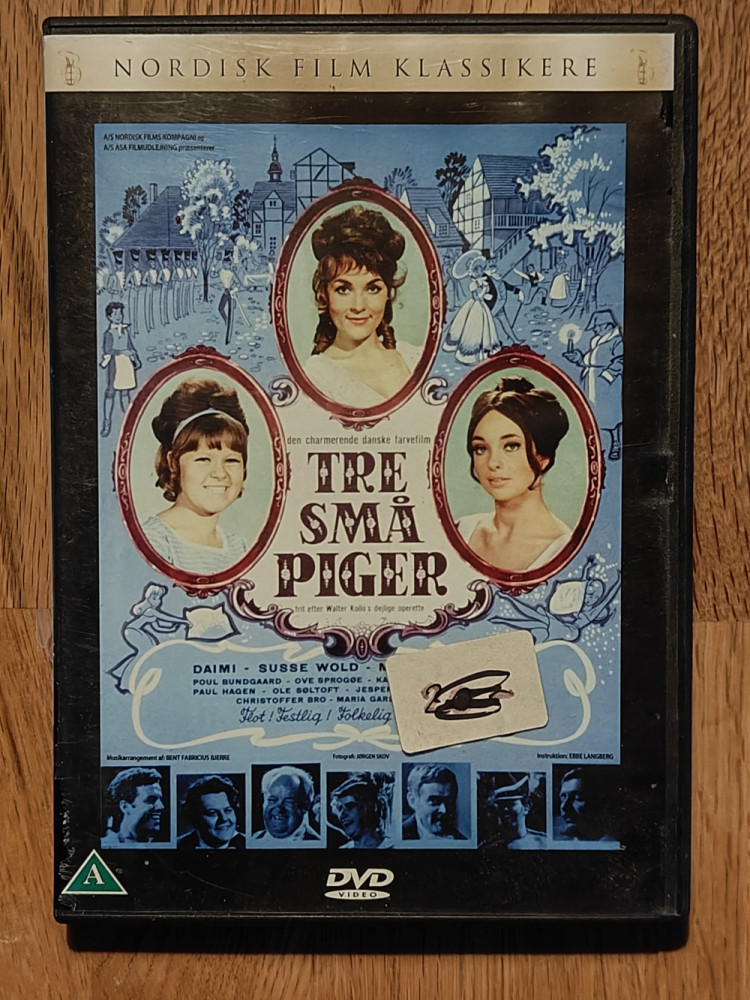 NORDISK FILM KLASSIKERE
A/S NORDISK FILMS KOMPAGNI og
A/S ASA FILMUDLEJNING præsenterer
den charmerende danske farvefilm
TRE
SMÅ
PIGER
frit efter Walter Kollo's dejlige operette
DAIMI - SUSSE WOLD -
POUL BUNDGAARD - OVE SPROGØE -
PAUL HAGEN - OLE SØLTOFT -
CHRISTOFFER BRO - MARIA
Flot! Festlig! Folkelig
Musikarrangement af: BENT FABRICIUS BJERRE
Fotografi: JØRGEN SKOV
Instruktion: EBBE LANGBERG
A
DVD
VIDEO